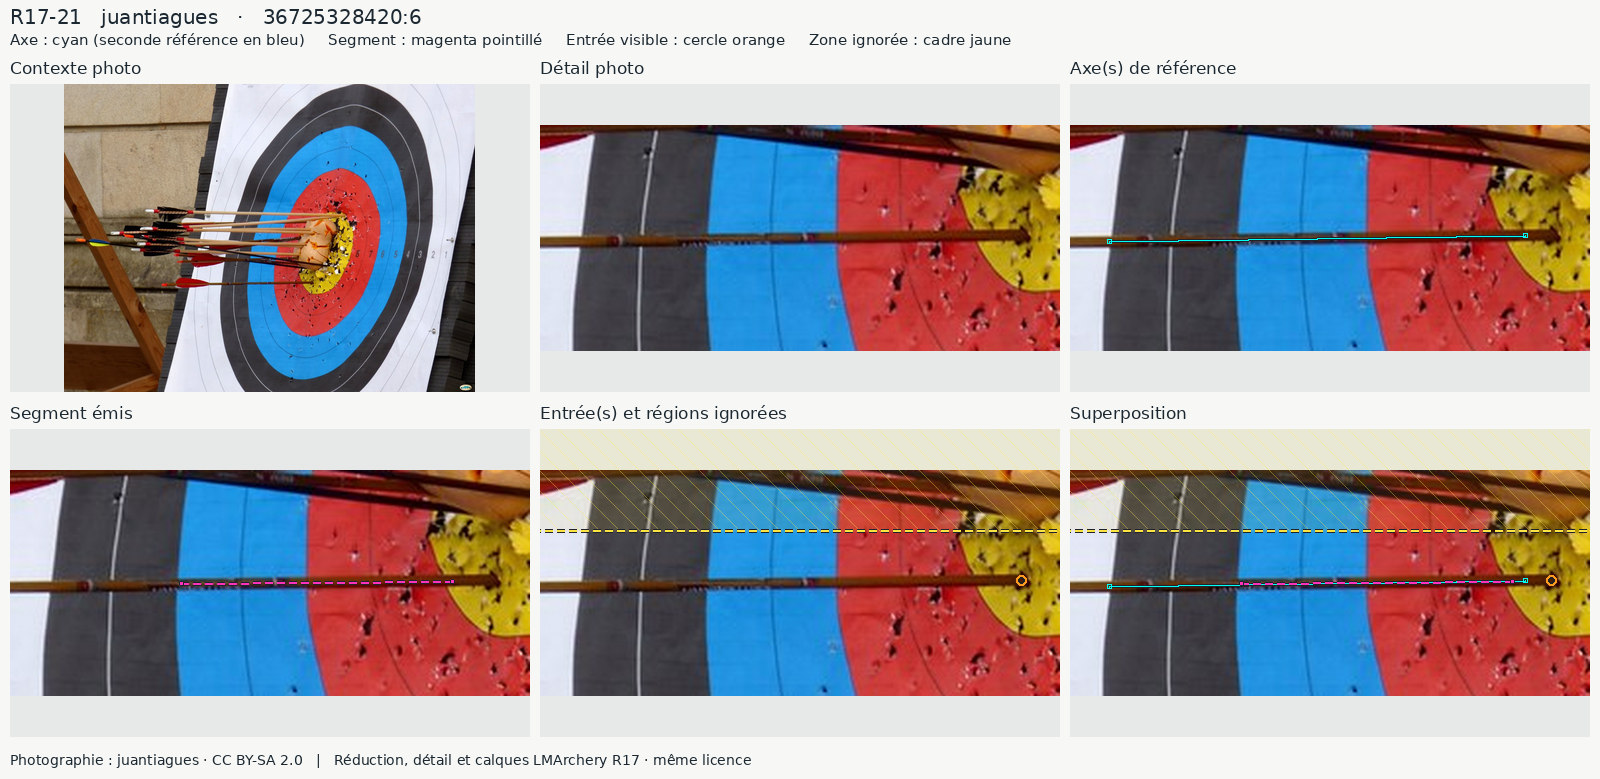 R17-21 juantiagues · 36725328420:6
Axe : cyan (seconde référence en bleu) Segment : magenta pointillé Entrée visible : cercle orange Zone ignorée : cadre jaune
Contexte photo Détail photo Axe(s) de référence
Segment émis Entrée(s) et régions ignorées Superposition
Photographie : juantiagues · CC BY-SA 2.0 | Réduction, détail et calques LMArchery R17 · même licence